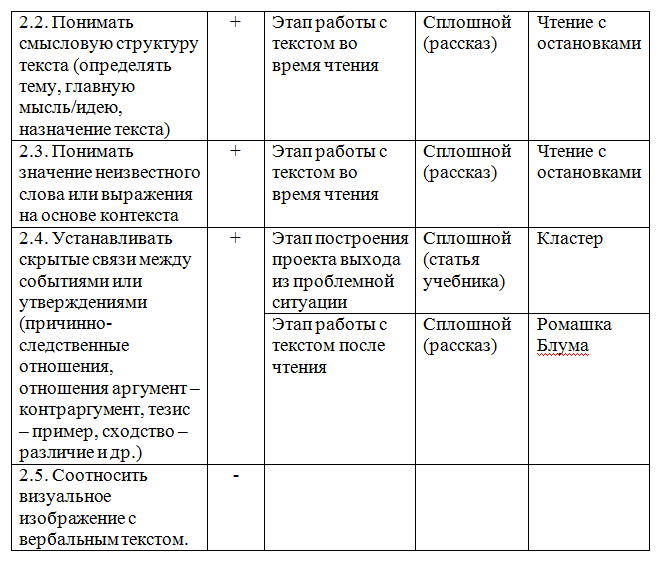 2.2. Понимать
смысловую структуру
текста (определять
тему, главную
мысль/идею,
назначение текста)
+
Этап работы с
текстом во
время чтения
Сплошной
(рассказ)
Чтение с
остановками
2.3. Понимать
значение неизвестного
слова или выражения
на основе контекста
+
Этап работы с
текстом во
время чтения
Сплошной
(рассказ)
Чтение с
остановками
2.4. Устанавливать
скрытые связи между
событиями или
утверждениями
(причинно-
следственные
отношения,
отношения аргумент –
контраргумент, тезис
– пример, сходство –
различие и др.)
+
Этап построения
проекта выхода
из проблемной
ситуации
Сплошной
(статья
учебника)
Кластер
Этап работы с
текстом после
чтения
Сплошной
(рассказ)
Ромашка
Блума
2.5. Соотносить
визуальное
изображение с
вербальным текстом.
-